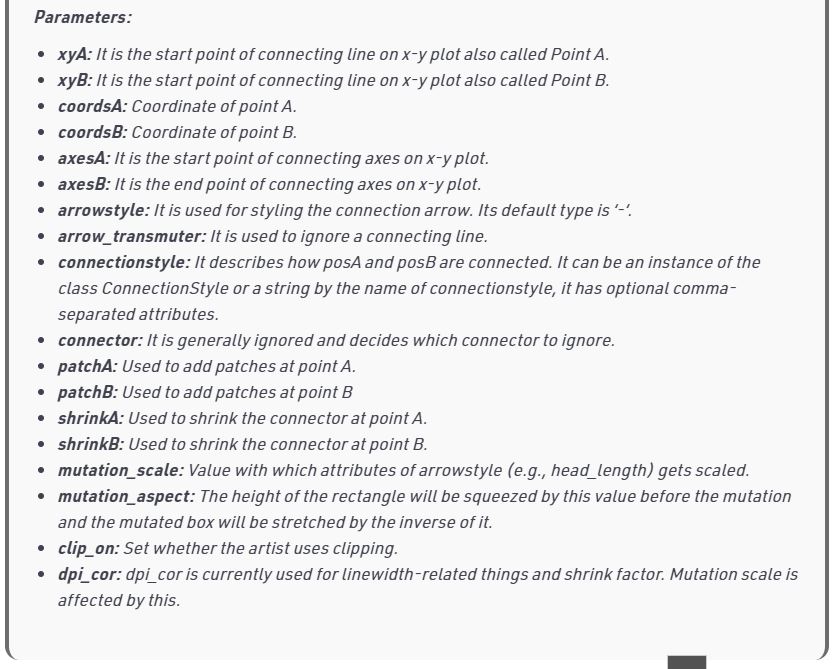 Parameters:
xyA: It is the start point of connecting line on x-y plot also called Point A.
xyB: It is the start point of connecting line on x-y plot also called Point B.
coordsA: Coordinate of point A.
coordsB: Coordinate of point B.
axesA: It is the start point of connecting axes on x-y plot.
axesB: It is the end point of connecting axes on x-y plot.
arrowstyle: It is used for styling the connection arrow. Its default type is '-'.
arrow_transmuter: It is used to ignore a connecting line.
connectionstyle: It describes how posA and posB are connected. It can be an instance of the
class ConnectionStyle or a string by the name of connectionstyle, it has optional comma-
separated attributes.
connector: It is generally ignored and decides which connector to ignore.
patchA: Used to add patches at point A.
patchB: Used to add patches at point B
shrinkA: Used to shrink the connector at point A.
shrinkB: Used to shrink the connector at point B.
mutation_scale: Value with which attributes of arrowstyle (e.g., head_length) gets scaled.
mutation_aspect: The height of the rectangle will be squeezed by this value before the mutation
and the mutated box will be stretched by the inverse of it.
clip_on: Set whether the artist uses clipping.
dpi_cor: dpi_cor is currently used for linewidth-related things and shrink factor. Mutation scale is
affected by this.